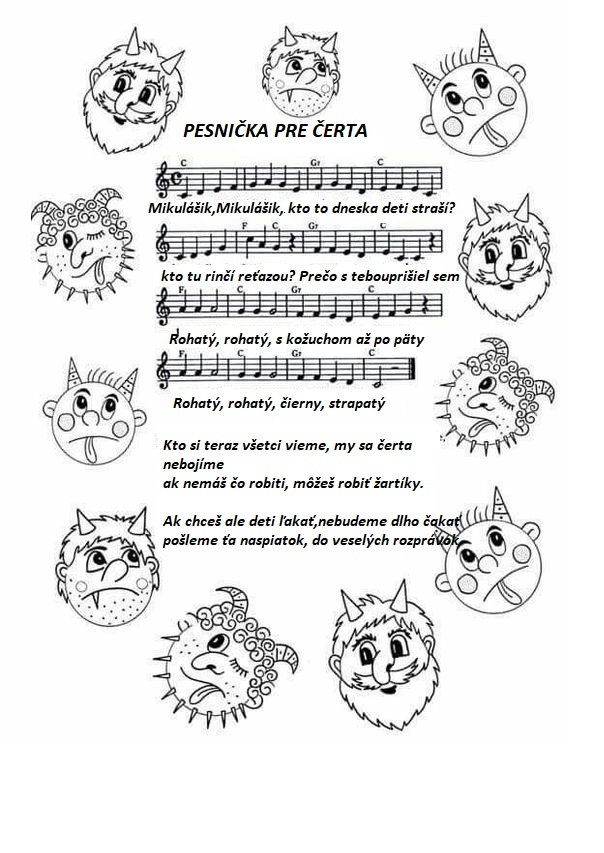 PESNIČKA PRE ČERTA
C G7 C
Mikulášik,Mikulášik, kto to dneska deti straší?
F C G7 C
kto tu rinčí reťazou? Prečo s tebouprišiel sem
F C G7 C
Rohatý, rohatý, s kožuchom až po päty
F C G7 C
Rohatý, rohatý, čierny, strapatý
Kto si teraz všetci vieme, my sa čerta
nebojíme
ak nemáš čo robiti, môžeš robiť žartíky.
Ak chceš ale deti ľakať,nebudeme dlho čakať
pošleme ťa naspiatok, do veselých rozprávok.